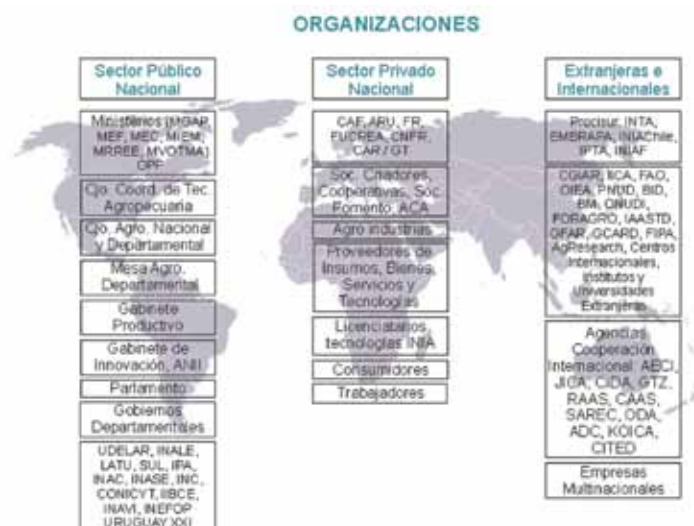 ORGANIZACIONES
Sector Público
Nacional
Ministerios (MGAP,
MEF, MEC, MIEM,
MRREE, MVOTMA)
OPP
Cjo. Coord. de Tec.
Agropecuaria
Cjo. Agro. Nacional
y Departamental
Mesa Agro.
Departamental
Gabinete
Productivo
Gabinete de
Innovación, ANII
Parlamento
Gobiernos
Departamentales
UDELAR, INALE,
LATU, SUL, IPA,
INAC, INASE, INC,
CONICYT, IIBCE,
INAVI, INEFOP
URUGUAY XXI
Sector Privado
Nacional
CAF, ARU, FR,
FUCREA, CNFR,
CAR / GT
Soc. Criadores,
Cooperativas, Soc.
Fomento, ACA
Agro industrias
Proveedores de
Insumos, Bienes,
Servicios y
Tecnologías
Licenciatarios
tecnologías INIA
Consumidores
Trabajadores
Extranjeras e
Internacionales
Procisur, INTA,
EMBRAPA, INIAChile,
IPTA, INIAF
CGIAR, IICA, FAO,
OIEA, PNUD, BID,
BM, ONUDI,
FORAGRO, IAASTD,
GFAR, GCARD, FIPA,
AgResearch, Centros
Internacionales,
Institutos y
Universidades
Extranjeras
Agencias
Cooperación
Internacional: AECI,
JICA, CIDA, GTZ,
RAAS, CAAS,
SAREC, ODA,
ADC, KOICA,
CITED
Empresas
Multinacionales